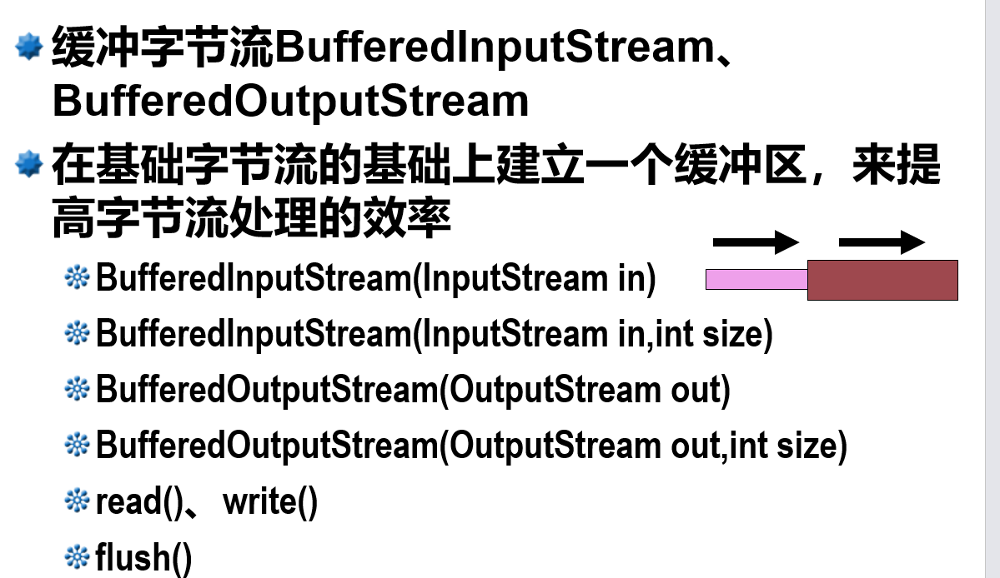 缓冲字节流BufferedInputStream、
BufferedOutputStream
在基础字节流的基础上建立一个缓冲区，来提
高字节流处理的效率
BufferedInputStream(InputStream in)
BufferedInputStream(InputStream in,int size)
BufferedOutputStream(OutputStream out)
BufferedOutputStream(OutputStream out,int size)
read()、write()
flush()